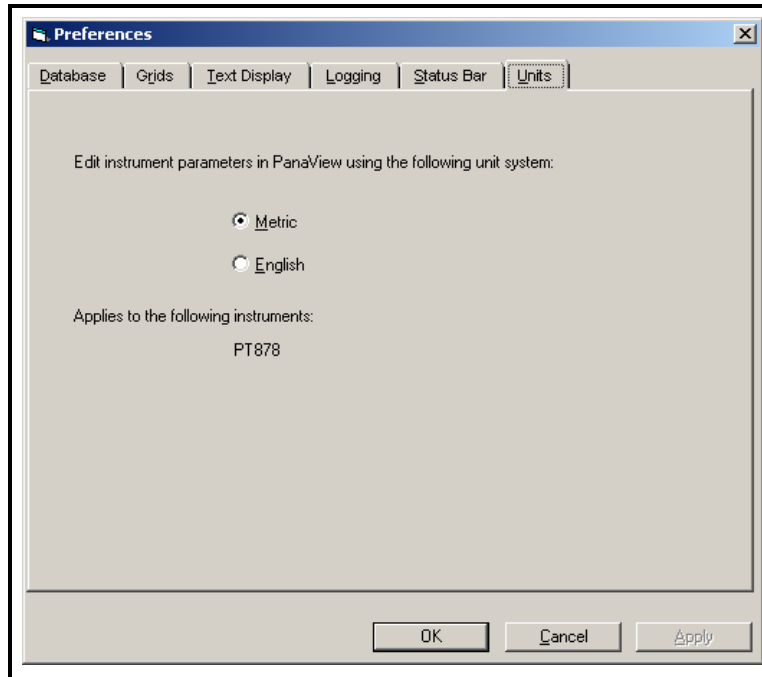 Preferences
Database Grids Text Display Logging Status Bar Units
Edit instrument parameters in PanaView using the following unit system:
Metric
English
Applies to the following instruments:
PT878
OK Cancel Apply